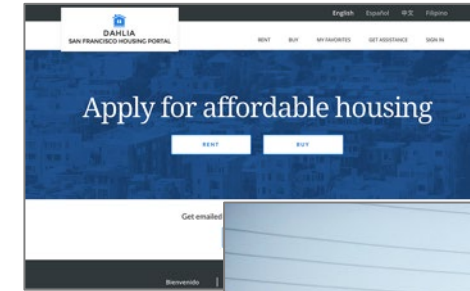 English Español 中文 Filipino
DAHLIA
SAN FRANCISCO HOUSING PORTAL
RENT BUY MY FAVORITES GET ASSISTANCE SIGN IN
Apply for affordable housing
RENT BUY
Get emailed
Bienvenido